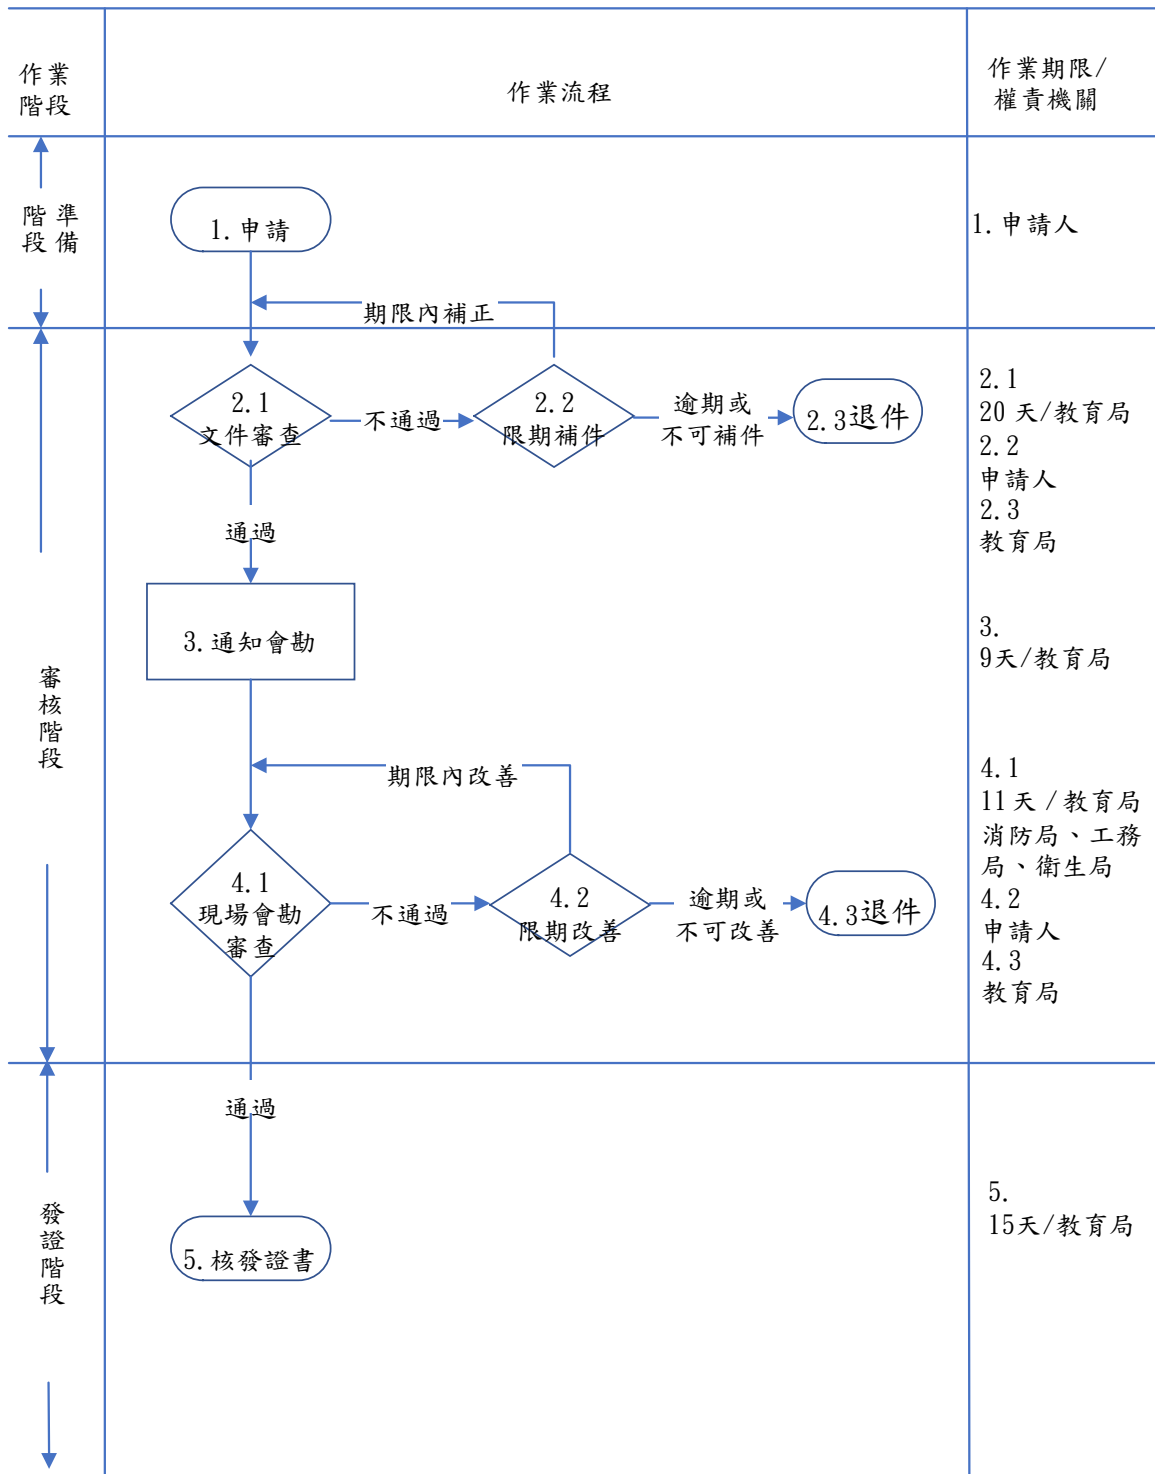 作業
階段
作業流程
作業期限/
權責機關
準備
階段
1.申請
1.申請人
期限內補正
2.1
文件審查
不通過
2.2
限期補件
逾期或
不可補件
2.3退件
2.1
20天/教育局
2.2
申請人
2.3
教育局
通過
3.通知會勘
3.
9天/教育局
審核階段
期限內改善
4.1
現場會勘
審查
不通過
4.2
限期改善
逾期或
不可改善
4.3退件
4.1
11天/教育局
消防局、工務
局、衛生局
4.2
申請人
4.3
教育局
通過
發證階段
5.核發證書
5.
15天/教育局